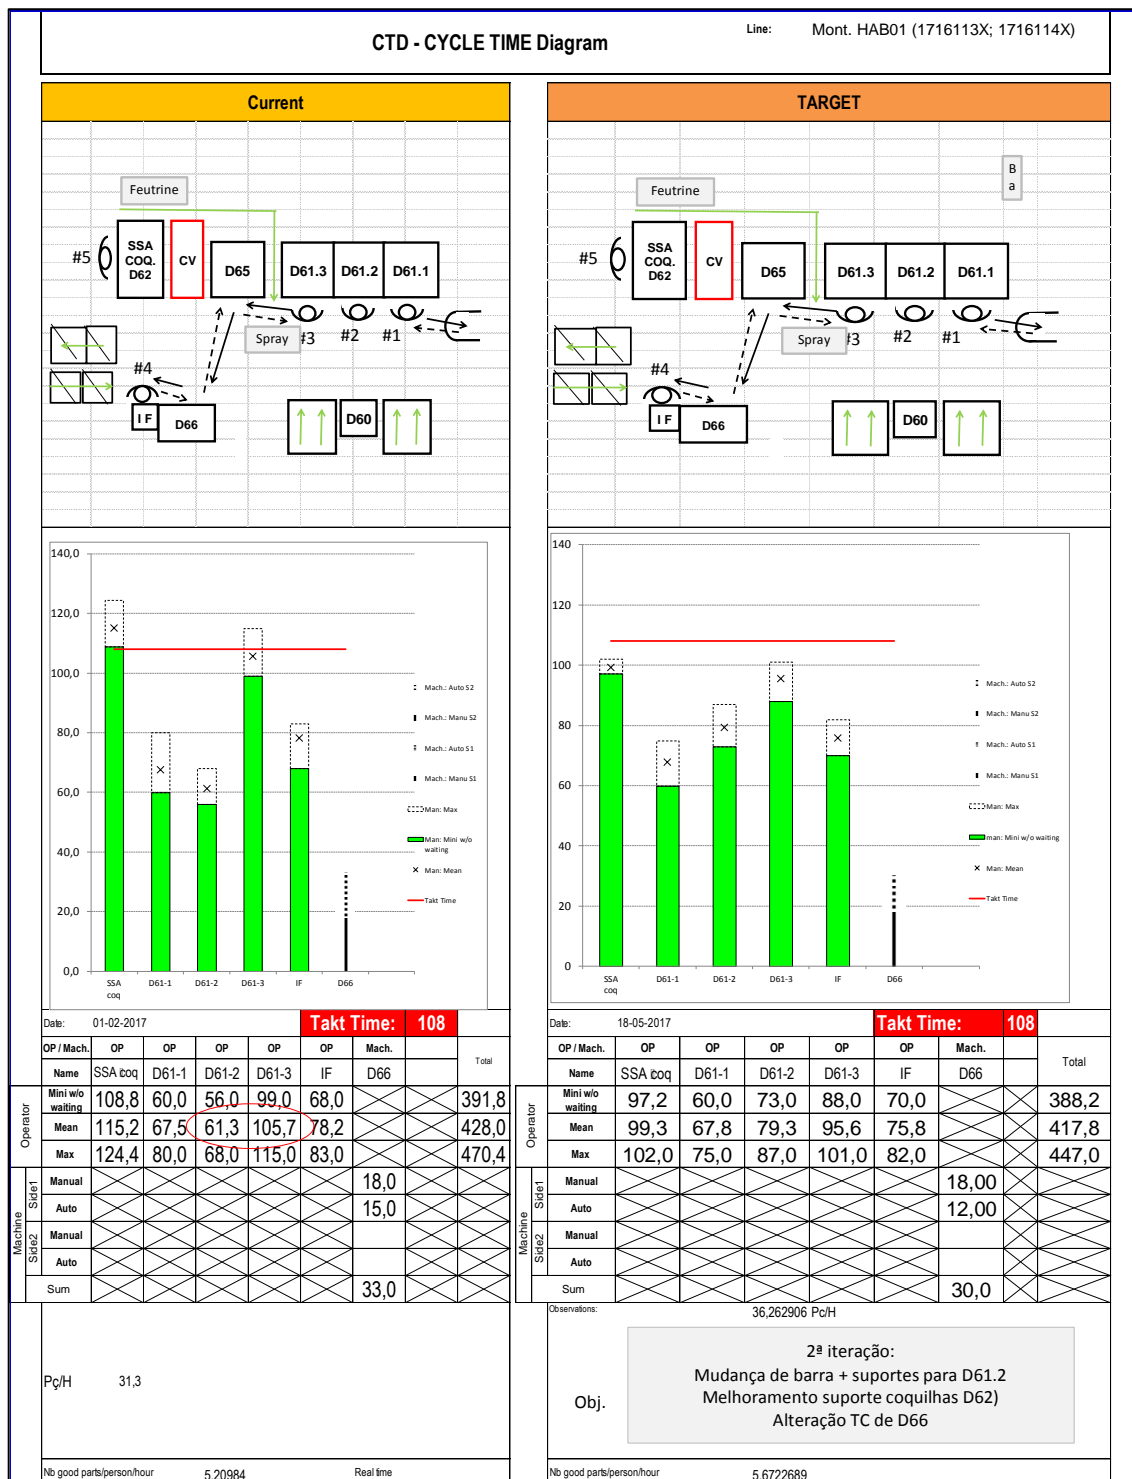 CTD - CYCLE TIME Diagram
Line: Mont. HAB01 (1716113X; 1716114X)
Current
Feutrine
#5
SSA COQ. D62
CV
D65
D61.3
D61.2
D61.1
Spray
#3
#2
#1
#4
I F
D66
D60
140,0
120,0
100,0
80,0
60,0
40,0
20,0
0,0
SSA coq
D61-1
D61-2
D61-3
IF
D66
Mach.: Auto S2
Mach.: Manu S2
Mach.: Auto S1
Mach.: Manu S1
Man: Max
Man: Mini w/o waiting
Man: Mean
Takt Time
Date: 01-02-2017 Takt Time: 108
OP / Mach. OP OP OP OP OP Mach. Total
Name SSA coq D61-1 D61-2 D61-3 IF D66
Operator
Mini w/o waiting 108,8 60,0 56,0 99,0 68,0 391,8
Mean 115,2 67,5 61,3 105,7 78,2 428,0
Max 124,4 80,0 68,0 115,0 83,0 470,4
Machine
Side1
Manual 18,0
Auto 15,0
Side2
Manual
Auto
Sum 33,0
Pç/H 31,3
Nb good parts/person/hour 5,20984 Real time
TARGET
B
a
Feutrine
#5
SSA COQ. D62
CV
D65
D61.3
D61.2
D61.1
Spray
#3
#2
#1
#4
I F
D66
D60
140
120
100
80
60
40
20
0
SSA coq
D61-1
D61-2
D61-3
IF
D66
Mach.: Auto S2
Mach.: Manu S2
Mach.: Auto S1
Mach.: Manu S1
Man: Max
man: Mini w/o waiting
Man: Mean
Takt Time
Date: 18-05-2017 Takt Time: 108
OP / Mach. OP OP OP OP OP Mach. Total
Name SSA coq D61-1 D61-2 D61-3 IF D66
Operator
Mini w/o waiting 97,2 60,0 73,0 88,0 70,0 388,2
Mean 99,3 67,8 79,3 95,6 75,8 417,8
Max 102,0 75,0 87,0 101,0 82,0 447,0
Machine
Side1
Manual 18,00
Auto 12,00
Side2
Manual
Auto
Sum 30,0
Observations: 36,262906 Pc/H
Obj.
2ª iteração:
Mudança de barra + suportes para D61.2
Melhoramento suporte coquilhas D62)
Alteração TC de D66
Nb good parts/person/hour 5,6722689